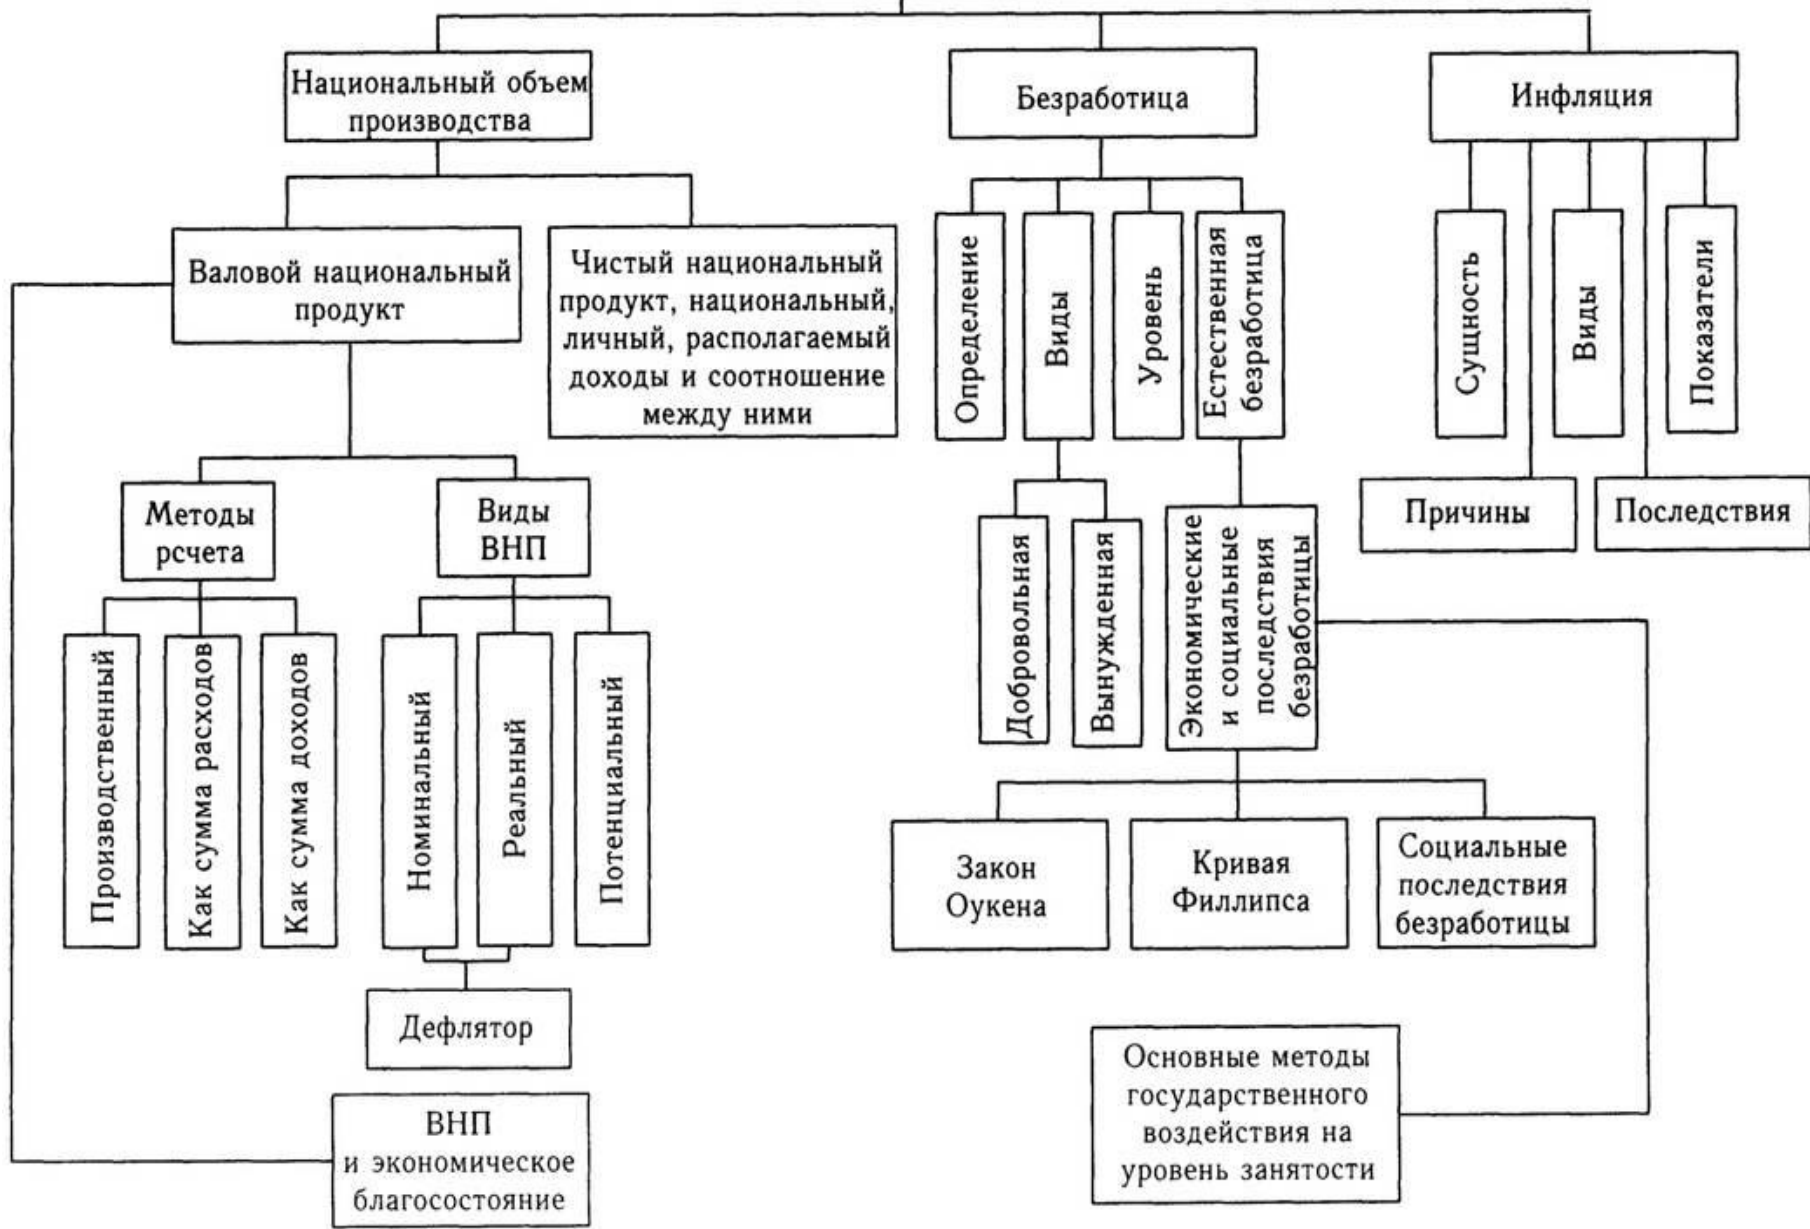 Национальный объем
производства
Безработица
Инфляция
Валовой национальный
продукт
Чистый национальный
продукт, национальный,
личный, располагаемый
доходы и соотношение
между ними
Определение
Виды
Уровень
Естественная
безработица
Сущность
Виды
Показатели
Причины
Последствия
Методы
рсчета
Виды
ВНП
Добровольная
Вынужденная
Экономические
и социальные
последствия
безработицы
Производственный
Как сумма расходов
Как сумма доходов
Номинальный
Реальный
Потенциальный
Закон
Оукена
Кривая
Филлипса
Социальные
последствия
безработицы
Дефлятор
ВНП
и экономическое
благосостояние
Основные методы
государственного
воздействия на
уровень занятости